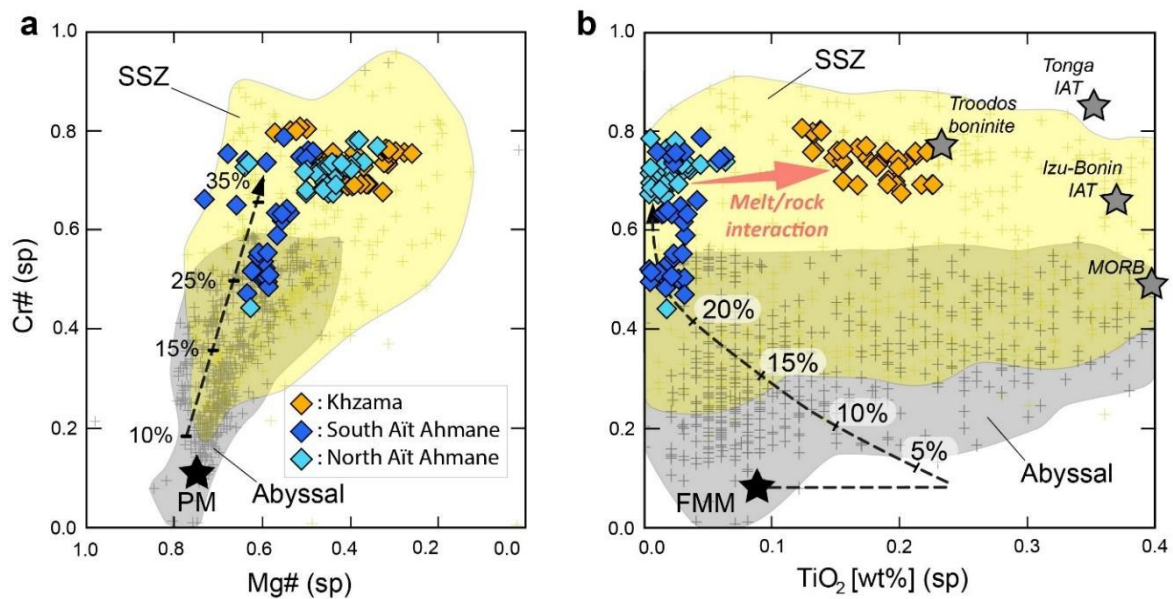 a
1.0
0.8
0.6
0.4
0.2
0.0
Cr# (sp)
SSZ
35%
25%
15%
10%
PM
Abyssal
: Khzama
: South Aït Ahmane
: North Aït Ahmane
1.0 0.8 0.6 0.4 0.2 0.0
Mg# (sp)
b
1.0
0.8
0.6
0.4
0.2
0.0
SSZ
Tonga
IAT
Troodos
boninite
Izu-Bonin
IAT
MORB
Melt/rock
interaction
20%
15%
10%
5%
FMM
Abyssal
0.0 0.1 0.2 0.3 0.4
TiO₂ [wt%] (sp)